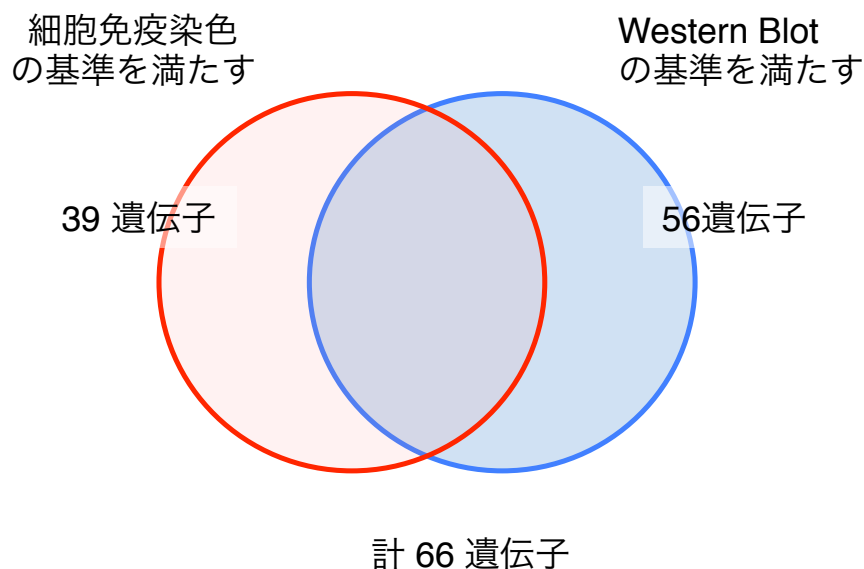 細胞免疫染色
の基準を満たす
Western Blot
の基準を満たす
39 遺伝子
56遺伝子
計 66 遺伝子